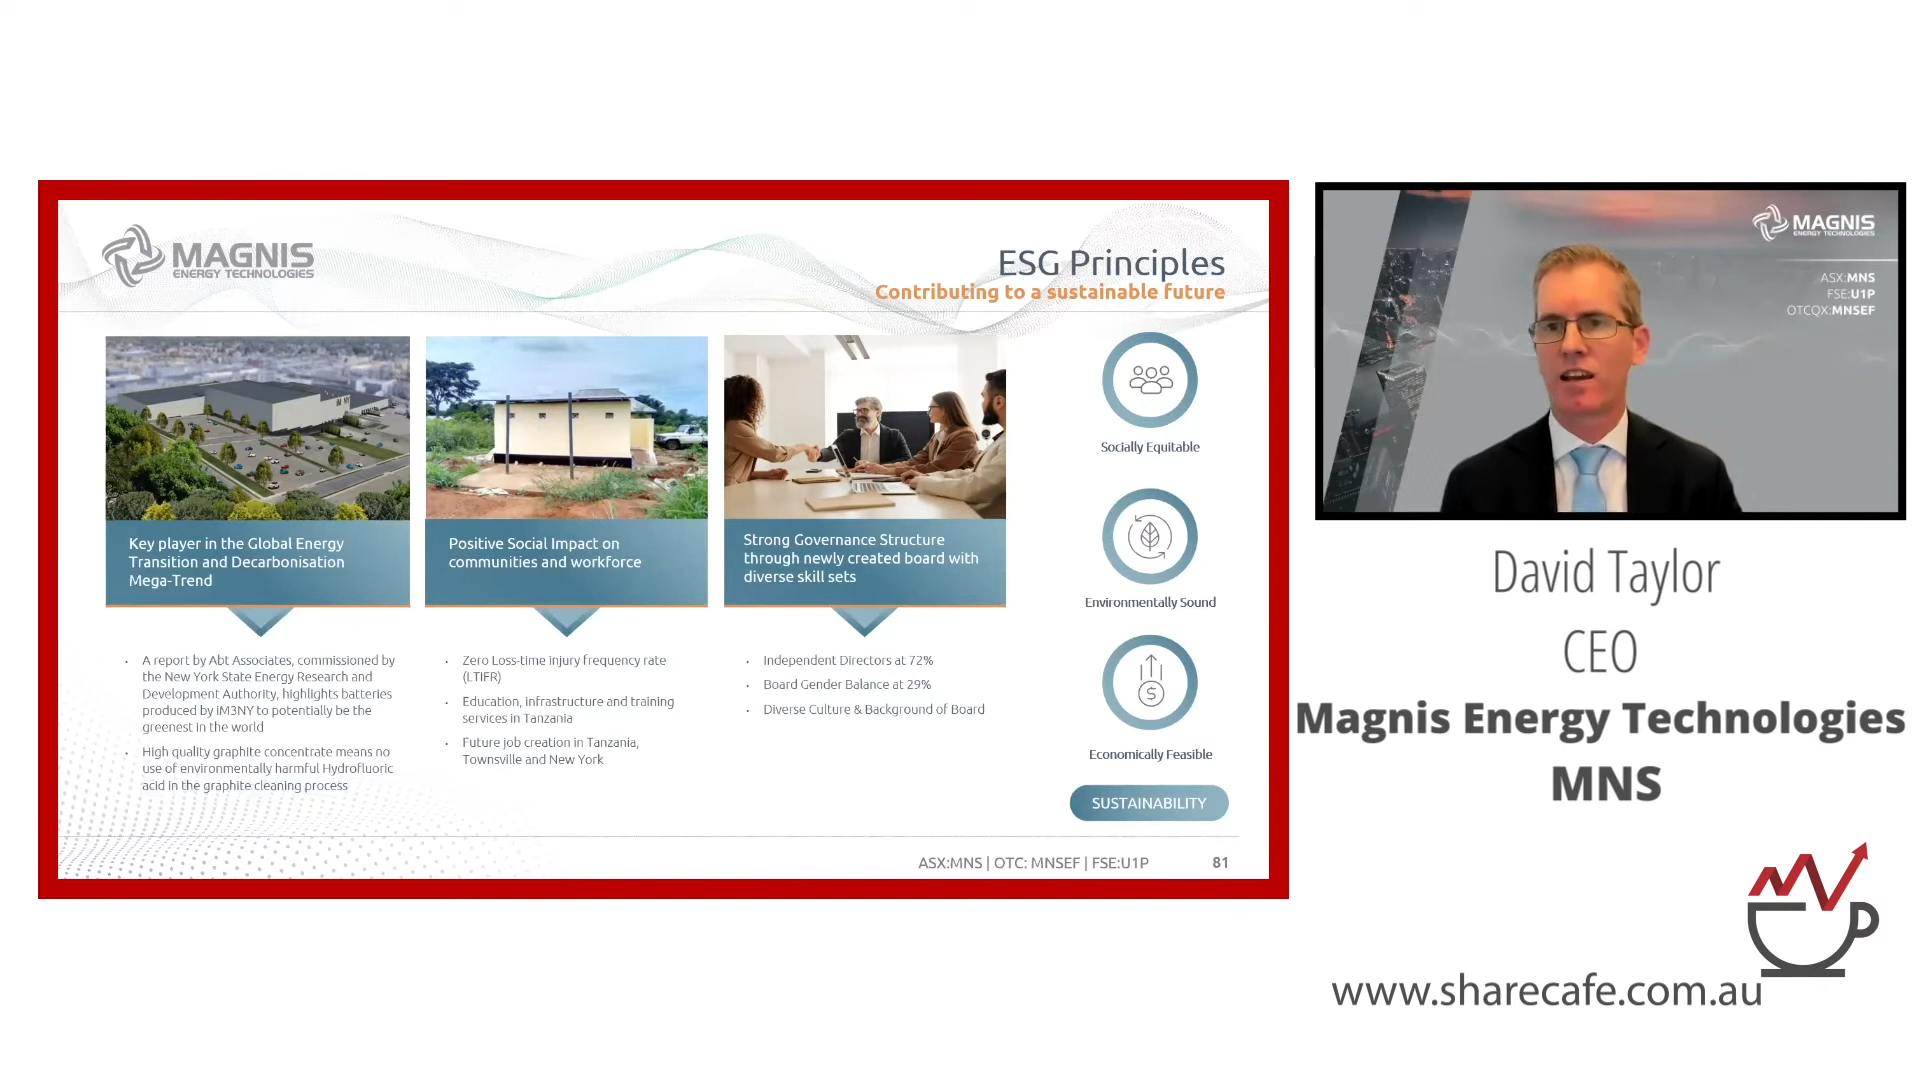 MAGNIS
ENERGY TECHNOLOGIES
ESG Principles
Contributing to a sustainable future
iM3NY
Key player in the Global Energy
Transition and Decarbonisation
Mega-Trend
• A report by Abt Associates, commissioned by
the New York State Energy Research and
Development Authority, highlights batteries
produced by iM3NY to potentially be the
greenest in the world
• High quality graphite concentrate means no
use of environmentally harmful Hydrofluoric
acid in the graphite cleaning process
Positive Social Impact on
communities and workforce
• Zero Loss-time injury frequency rate
(LTIFR)
• Education, infrastructure and training
services in Tanzania
• Future job creation in Tanzania,
Townsville and New York
Strong Governance Structure
through newly created board with
diverse skill sets
• Independent Directors at 72%
• Board Gender Balance at 29%
• Diverse Culture & Background of Board
Socially Equitable
Environmentally Sound
$
Economically Feasible
SUSTAINABILITY
ASX:MNS | OTC: MNSEF | FSE:U1P
81
MAGNIS
ENERGY TECHNOLOGIES
ASX:MNS
FSE:U1P
OTCQX:MNSEF
David Taylor
CEO
Magnis Energy Technologies
MNS
www.sharecafe.com.au